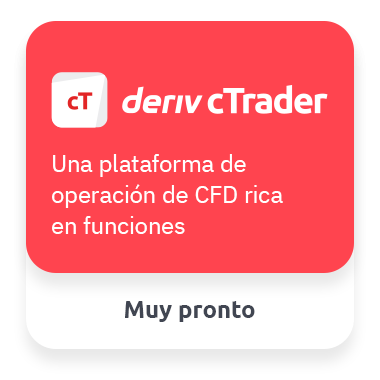 cT deriv cTrader
Una plataforma de
operación de CFD rica
en funciones
Muy pronto